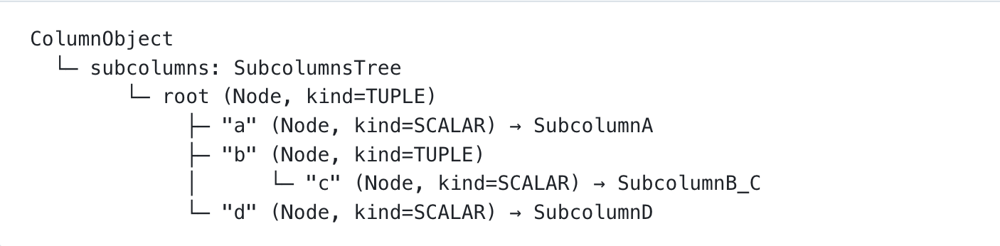 ColumnObject
└─ subcolumns: SubcolumnsTree
└─ root (Node, kind=TUPLE)
├─ "a" (Node, kind=SCALAR) → SubcolumnA
├─ "b" (Node, kind=TUPLE)
│ └─ "c" (Node, kind=SCALAR) → SubcolumnB_C
└─ "d" (Node, kind=SCALAR) → SubcolumnD